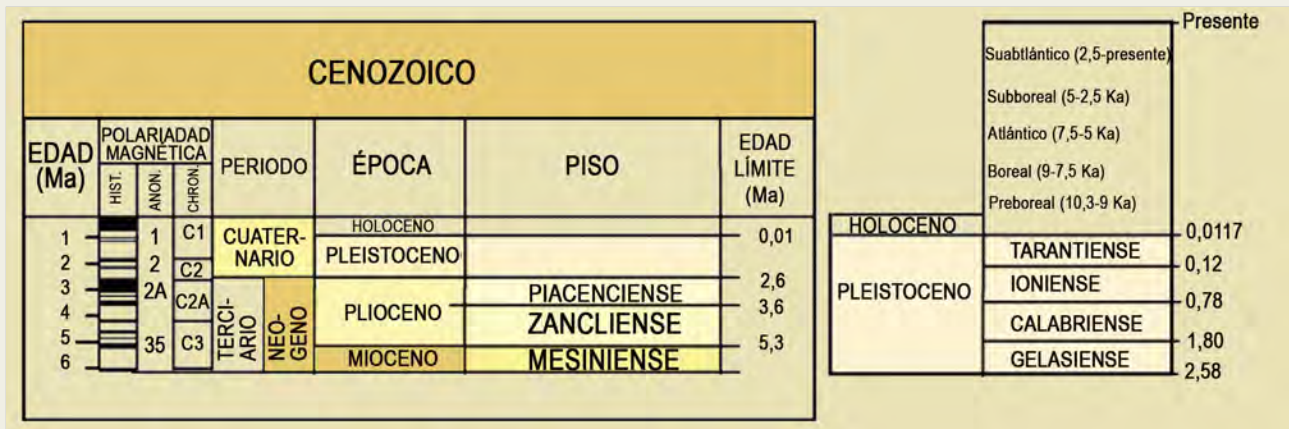 CENOZOICO
EDAD
(Ma)
POLARIADAD
MAGNÉTICA
HIST.
ANON.
CHRON.
PERIODO
ÉPOCA
PISO
EDAD
LÍMITE
(Ma)
1
2
3
4
5
6
1
2
2A
35
C1
C2
C2A
C3
CUATER-
NARIO
TERCI-
ARIO
NEO-
GENO
HOLOCENO
PLEISTOCENO
PLIOCENO
MIOCENO
PIACENCIENSE
ZANCLIENSE
MESINIENSE
0,01
2,6
3,6
5,3
Presente
Suabtlántico (2,5-presente)
Subboreal (5-2,5 Ka)
Atlántico (7,5-5 Ka)
Boreal (9-7,5 Ka)
Preboreal (10,3-9 Ka)
HOLOCENO
PLEISTOCENO
TARANTIENSE
IONIENSE
CALABRIENSE
GELASIENSE
0,0117
0,12
0,78
1,80
2,58